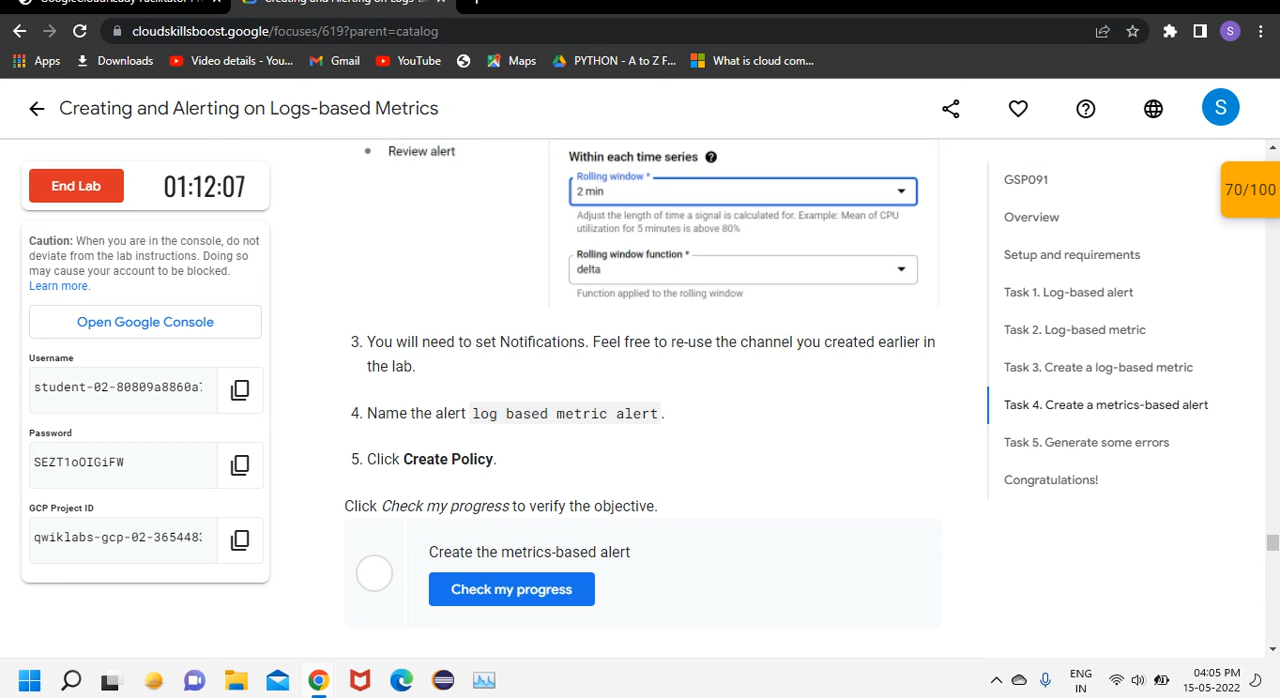 cloudskillsboost.google/focuses/619?parent=catalog
S
Apps
Downloads
Video details - You...
Gmail
YouTube
Maps
PYTHON - A to Z F...
What is cloud com...
Creating and Alerting on Logs-based Metrics
S
End Lab
01:12:07
Caution: When you are in the console, do not
deviate from the lab instructions. Doing so
may cause your account to be blocked.
Learn more.
Open Google Console
Username
student-02-80809a8860a
Password
SEZT1oOIGiFW
GCP Project ID
qwiklabs-gcp-02-365448
• Review alert
Within each time series
Rolling window *
2 min
Adjust the length of time a signal is calculated for. Example: Mean of CPU
utilization for 5 minutes is above 80%
Rolling window function *
delta
Function applied to the rolling window
3. You will need to set Notifications. Feel free to re-use the channel you created earlier in
the lab.
4. Name the alert log based metric alert.
5. Click Create Policy.
Click Check my progress to verify the objective.
Create the metrics-based alert
Check my progress
GSP091
Overview
Setup and requirements
Task 1. Log-based alert
Task 2. Log-based metric
Task 3. Create a log-based metric
Task 4. Create a metrics-based alert
Task 5. Generate some errors
Congratulations!
70/100
ENG
IN
04:05 PM
15-05-2022